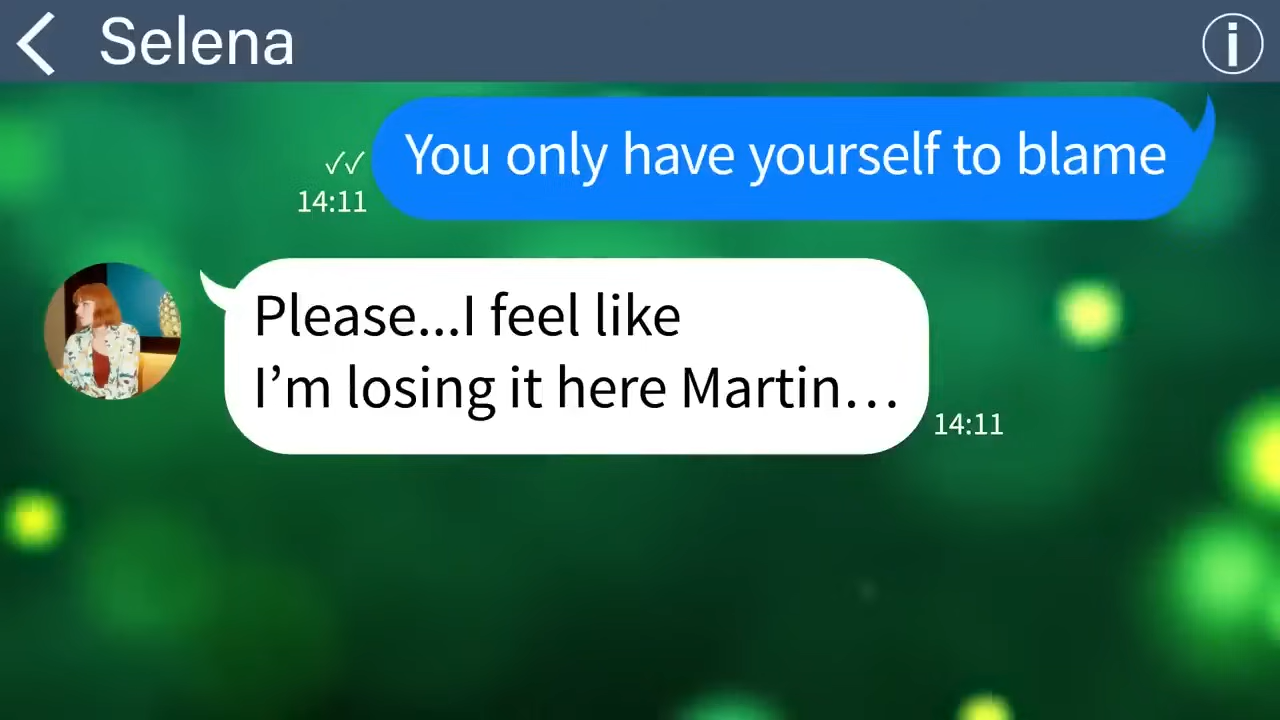 Selena
You only have yourself to blame
14:11
Please...I feel like
I’m losing it here Martin...
14:11